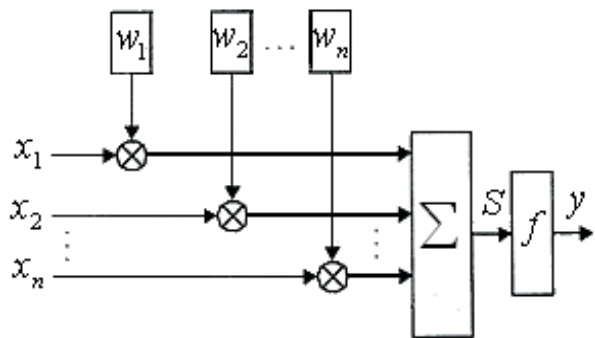 w₁ w₂ ... wₙ
x₁
x₂
xₙ
Σ S f y